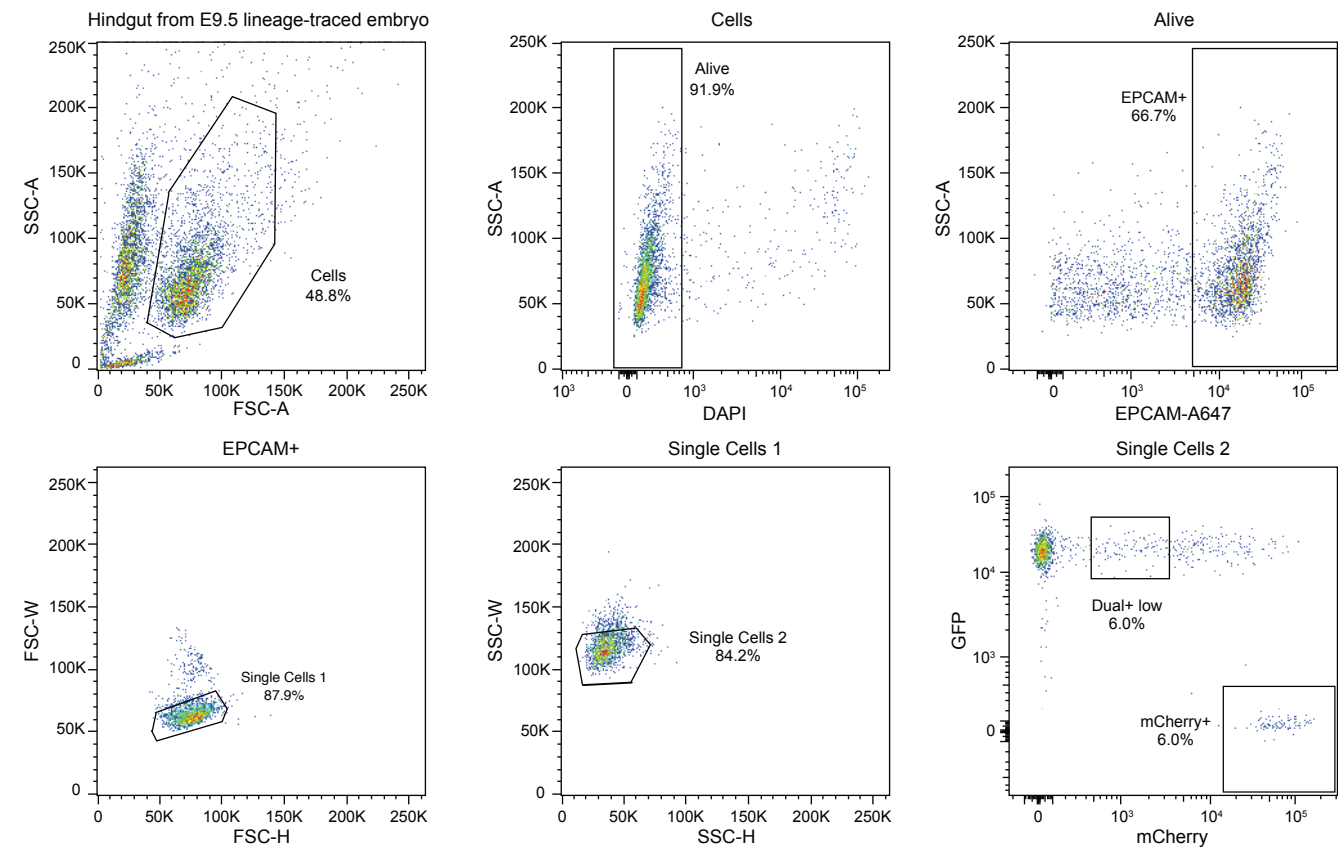 Hindgut from E9.5 lineage-traced embryo
250K
200K
150K
100K
50K
0
SSC-A
Cells
48.8%
0 50K 100K 150K 200K 250K
FSC-A
Cells
250K
200K
150K
100K
50K
0
SSC-A
Alive
91.9%
10³ 0 10³ 10⁴ 10⁵
DAPI
Alive
250K
200K
150K
100K
50K
0
SSC-A
EPCAM+
66.7%
0 10³ 10⁴ 10⁵
EPCAM-A647
EPCAM+
250K
200K
150K
100K
50K
0
FSC-W
Single Cells 1
87.9%
0 50K 100K 150K 200K 250K
FSC-H
Single Cells 1
250K
200K
150K
100K
50K
0
SSC-W
Single Cells 2
84.2%
0 50K 100K 150K 200K 250K
SSC-H
Single Cells 2
10⁵
10⁴
10³
0
GFP
Dual+ low
6.0%
mCherry+
6.0%
0 10³ 10⁴ 10⁵
mCherry